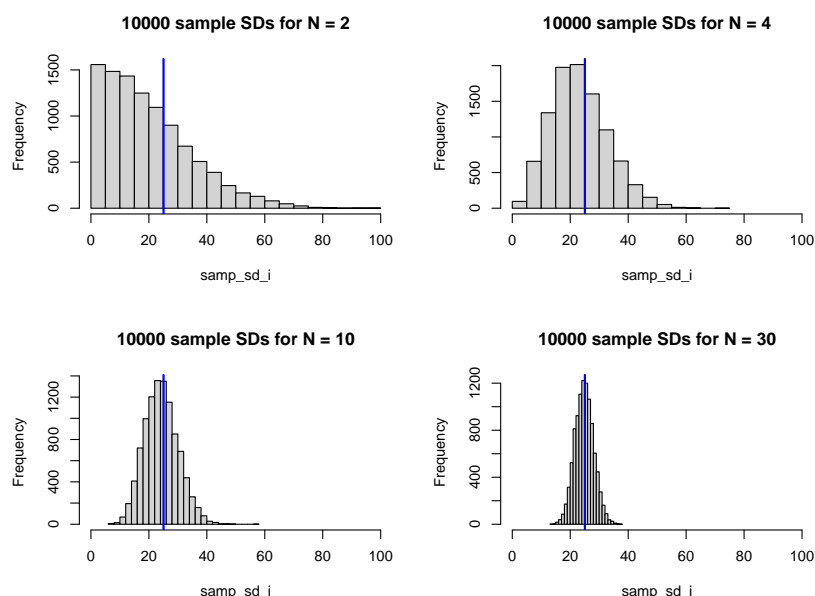 10000 sample SDs for N = 2
Frequency
1500
1000
500
0
0 20 40 60 80 100
samp_sd_i
10000 sample SDs for N = 4
Frequency
1500
500
0
0 20 40 60 80 100
samp_sd_i
10000 sample SDs for N = 10
Frequency
1200
800
400
0
0 20 40 60 80 100
samp_sd_i
10000 sample SDs for N = 30
Frequency
1200
800
400
0
0 20 40 60 80 100
samp_sd_i